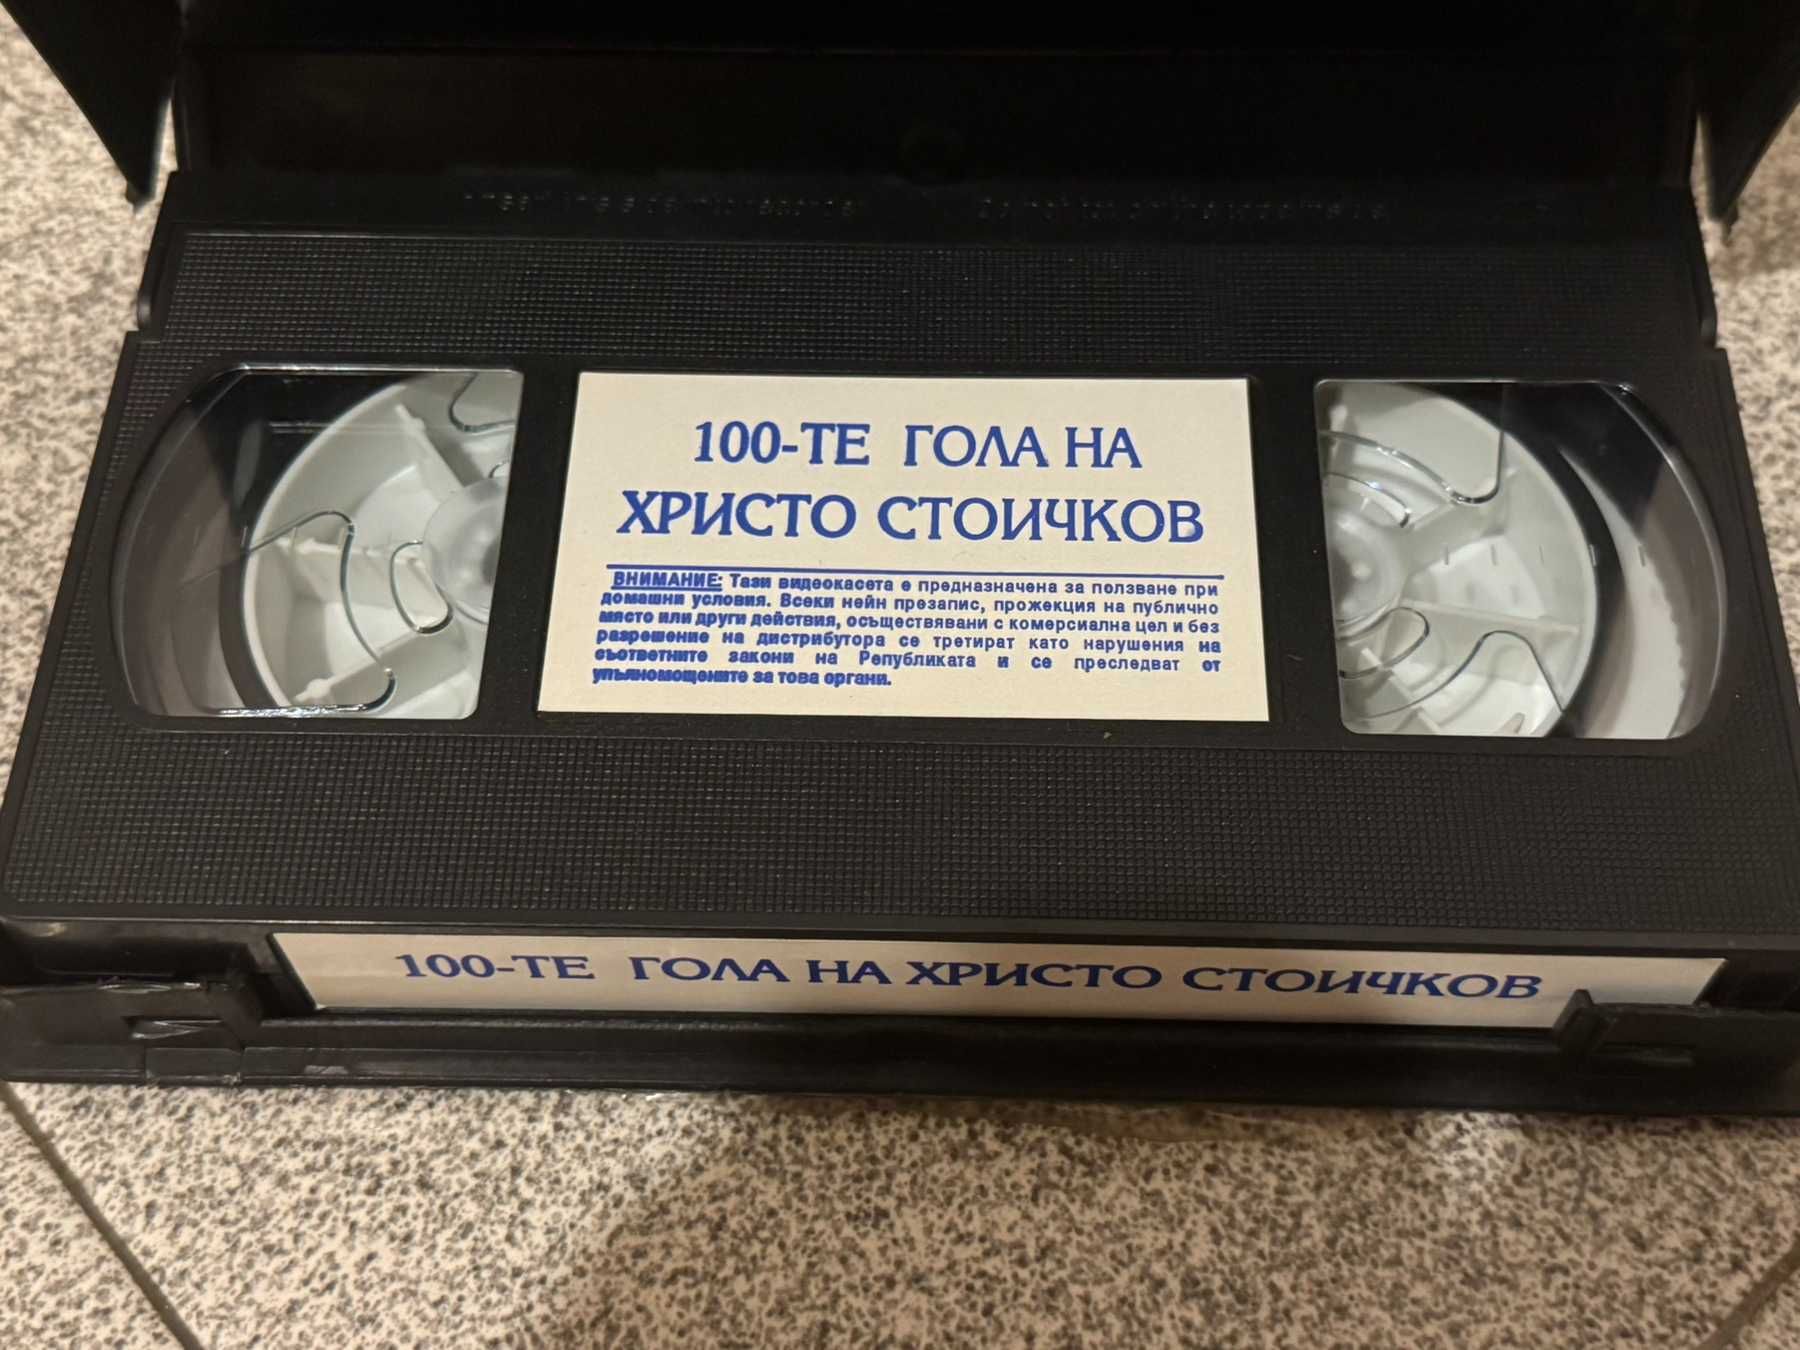 100-ТЕ ГОЛА НА
ХРИСТО СТОИЧКОВ
ВНИМАНИЕ: Тази видеокасета е предназначена за ползване при
домашни условия. Всеки нейн презапис, прожекция на публично
място или други действия, осъществявани с комерсиална цел и без
разрешение на дистрибутора се третират като нарушения на
съответните закони на Републиката и се преследват от
упълномощените за това органи.
100-ТЕ ГОЛА НА ХРИСТО СТОИЧКОВ